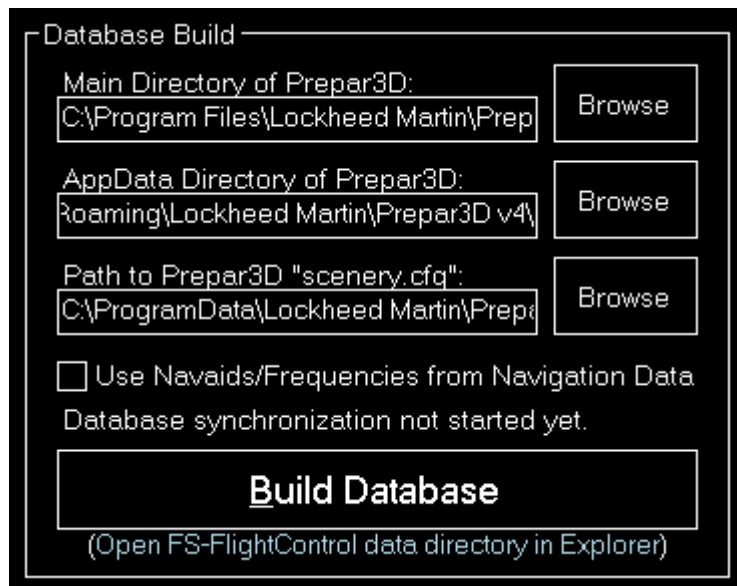 Database Build
Main Directory of Prepar3D:
C:\Program Files\Lockheed Martin\Prep
Browse
AppData Directory of Prepar3D:
Roaming\Lockheed Martin\Prepar3D v4\
Browse
Path to Prepar3D "scenery.cfg":
C:\ProgramData\Lockheed Martin\Prepa
Browse
Use Navaids/Frequencies from Navigation Data
Database synchronization not started yet.
Build Database
(Open FS-FlightControl data directory in Explorer)